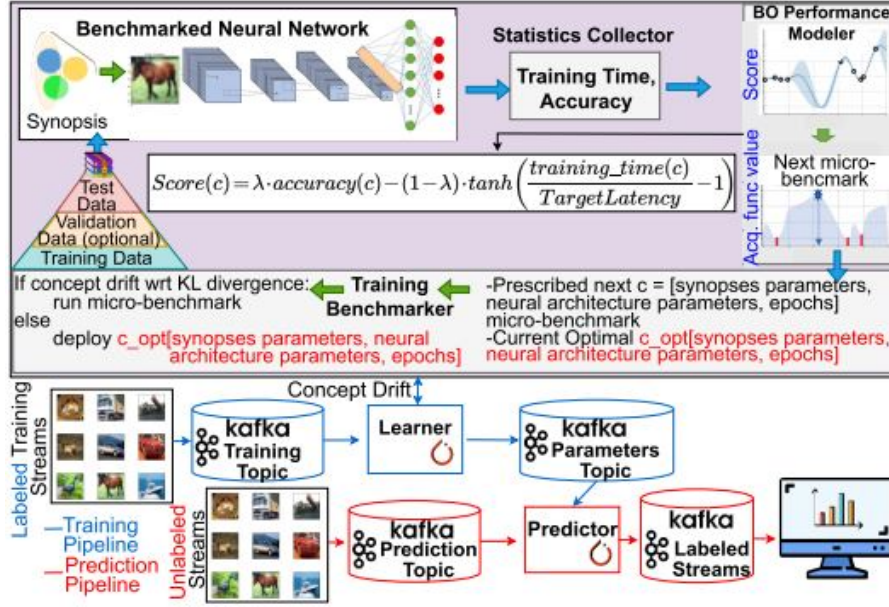 Benchmarked Neural Network
Synopsis
Statistics Collector
Training Time,
Accuracy
BO Performance
Modeler
Score
Next micro-
bencmark
Acq. func value
Score(c) = λ·accuracy(c)−(1−λ)·tanh(training_time(c)/TargetLatency −1)
Test
Data
Validation
Data (optional)
Training Data
If concept drift wrt KL divergence:
run micro-benchmark
else
deploy c_opt[synopses parameters, neural
architecture parameters, epochs]
Training
Benchmarker
-Prescribed next c = [synopses parameters,
neural architecture parameters, epochs]
micro-benchmark
-Current Optimal c_opt[synopses parameters,
neural architecture parameters, epochs]
Concept Drift
Labeled Training
Streams
kafka
Training
Topic
Learner
kafka
Parameters
Topic
Training
Pipeline
Prediction
Pipeline
Unlabeled
Streams
kafka
Prediction
Topic
Predictor
kafka
Labeled
Streams